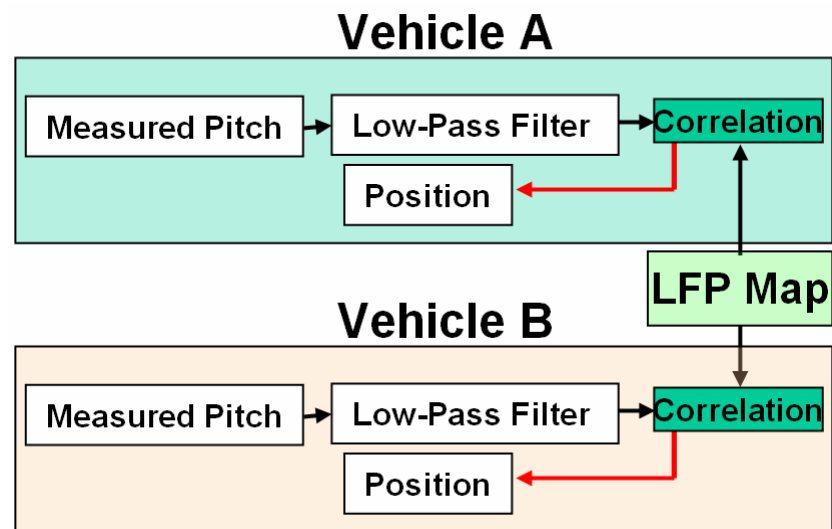 Vehicle A
Measured Pitch
Low-Pass Filter
Correlation
Position
LFP Map
Vehicle B
Measured Pitch
Low-Pass Filter
Correlation
Position